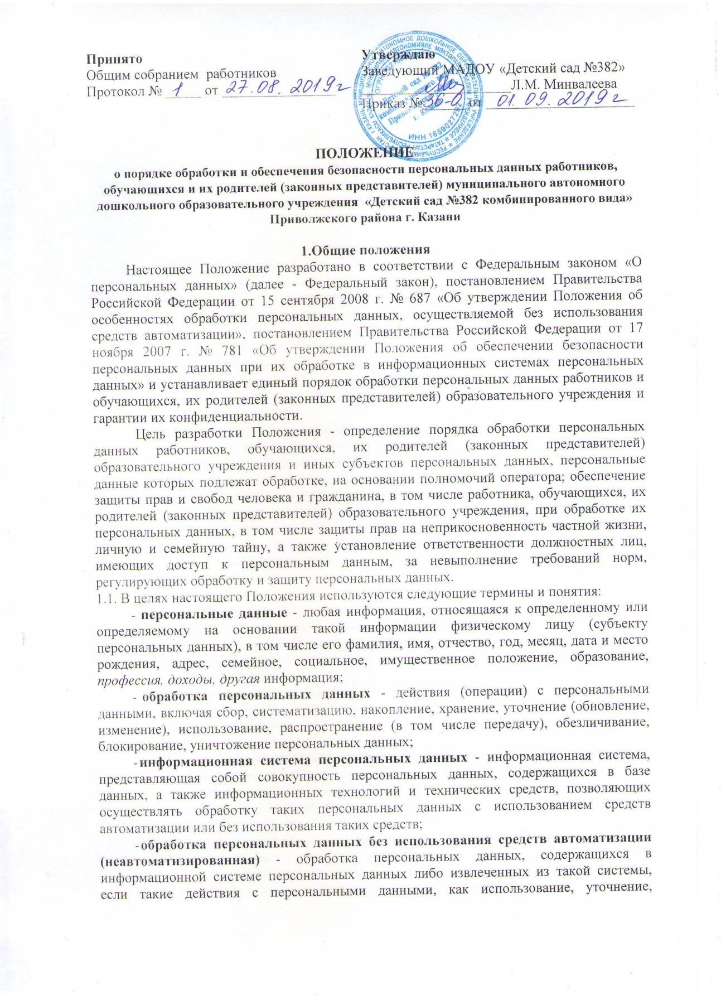 Принято
Общим собранием работников
Протокол № 1 от 27.08.2019г
Утверждаю
Заведующий МАДОУ «Детский сад №382»
Л.М. Минвалеева
Приказ № 36-О от 01.09.2019г
ИНН 1659027292
ПОЛОЖЕНИЕ
о порядке обработки и обеспечения безопасности персональных данных работников,
обучающихся и их родителей (законных представителей) муниципального автономного
дошкольного образовательного учреждения «Детский сад №382 комбинированного вида»
Приволжского района г. Казани
1.Общие положения
Настоящее Положение разработано в соответствии с Федеральным законом «О
персональных данных» (далее - Федеральный закон), постановлением Правительства
Российской Федерации от 15 сентября 2008 г. № 687 «Об утверждении Положения об
особенностях обработки персональных данных, осуществляемой без использования
средств автоматизации», постановлением Правительства Российской Федерации от 17
ноября 2007 г. № 781 «Об утверждении Положения об обеспечении безопасности
персональных данных при их обработке в информационных системах персональных
данных» и устанавливает единый порядок обработки персональных данных работников и
обучающихся, их родителей (законных представителей) образовательного учреждения и
гарантии их конфиденциальности.
Цель разработки Положения - определение порядка обработки персональных
данных работников, обучающихся, их родителей (законных представителей)
образовательного учреждения и иных субъектов персональных данных, персональные
данные которых подлежат обработке, на основании полномочий оператора; обеспечение
защиты прав и свобод человека и гражданина, в том числе работника, обучающихся, их
родителей (законных представителей) образовательного учреждения, при обработке их
персональных данных, в том числе защиты прав на неприкосновенность частной жизни,
личную и семейную тайну, а также установление ответственности должностных лиц,
имеющих доступ к персональным данным, за невыполнение требований норм,
регулирующих обработку и защиту персональных данных.
1.1. В целях настоящего Положения используются следующие термины и понятия:
- персональные данные - любая информация, относящаяся к определенному или
определяемому на основании такой информации физическому лицу (субъекту
персональных данных), в том числе его фамилия, имя, отчество, год, месяц, дата и место
рождения, адрес, семейное, социальное, имущественное положение, образование,
профессия, доходы, другая информация;
- обработка персональных данных - действия (операции) с персональными
данными, включая сбор, систематизацию, накопление, хранение, уточнение (обновление,
изменение), использование, распространение (в том числе передачу), обезличивание,
блокирование, уничтожение персональных данных;
-информационная система персональных данных - информационная система,
представляющая собой совокупность персональных данных, содержащихся в базе
данных, а также информационных технологий и технических средств, позволяющих
осуществлять обработку таких персональных данных с использованием средств
автоматизации или без использования таких средств;
-обработка персональных данных без использования средств автоматизации
(неавтоматизированная) - обработка персональных данных, содержащихся в
информационной системе персональных данных либо извлеченных из такой системы,
если такие действия с персональными данными, как использование, уточнение,